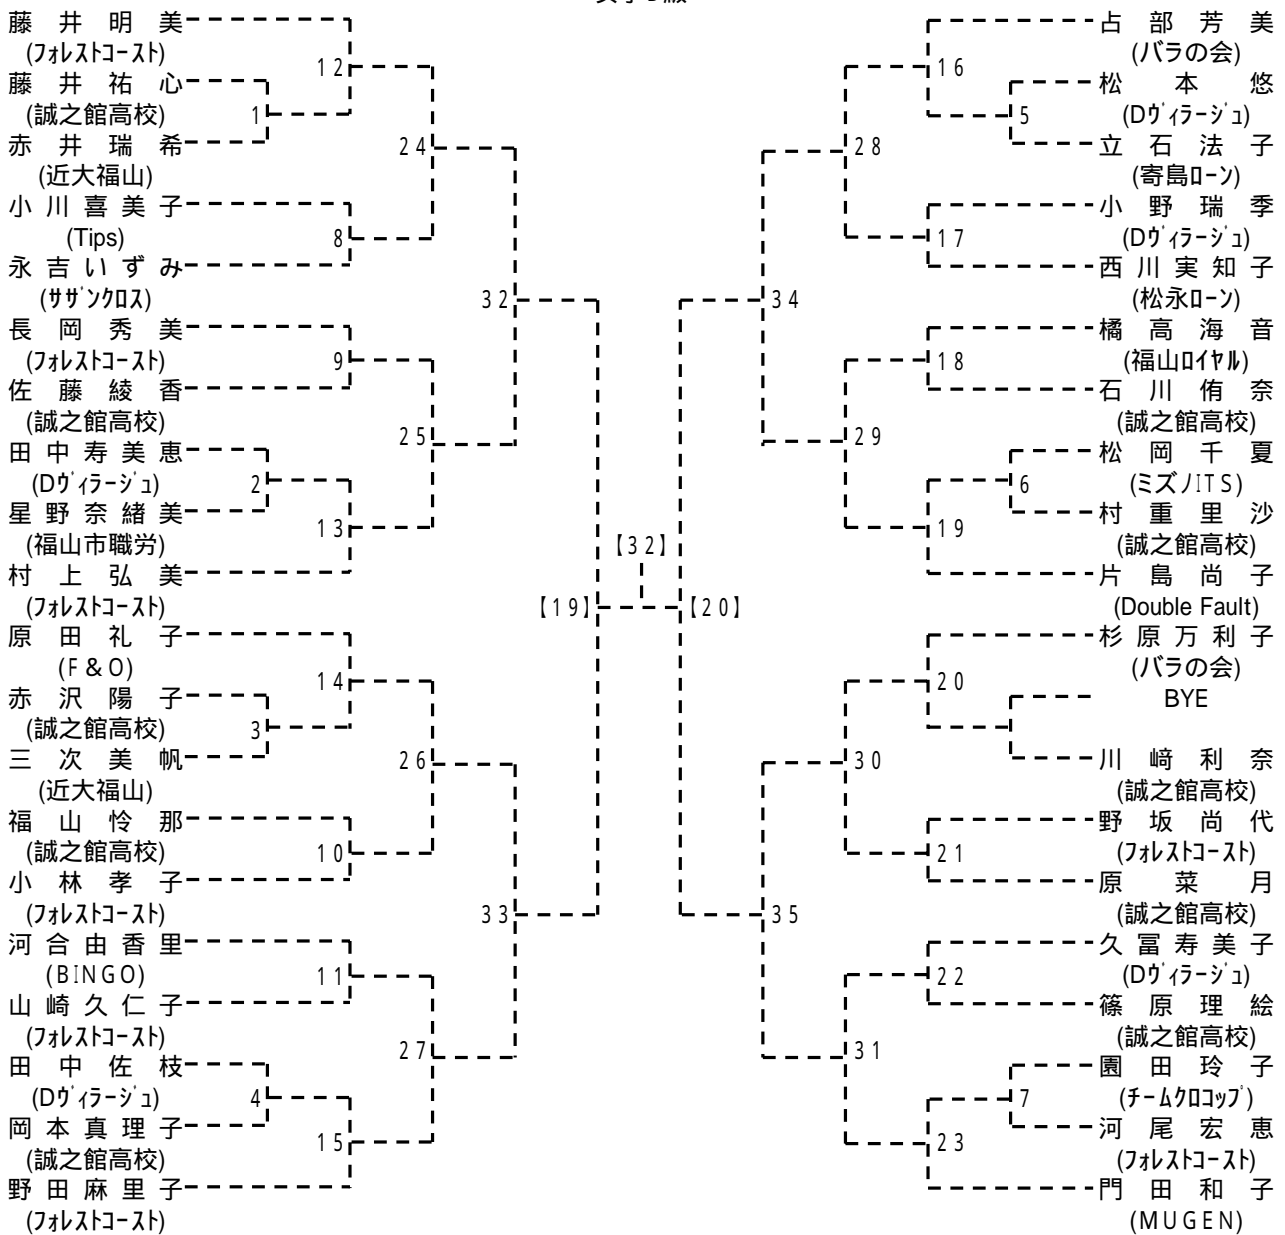 藤井明美
(フォレストコースト)
12
藤井祐心
(誠之館高校)
1
赤井瑞希
(近大福山)
24
小川喜美子
(Tips)
8
永吉いずみ
(サザンクロス)
32
長岡秀美
(フォレストコースト)
9
佐藤綾香
(誠之館高校)
25
田中寿美恵
(Dヴィラージュ)
2
星野奈緒美
(福山市職労)
13
村上弘美
(フォレストコースト)
原田礼子
(F&O)
14
赤沢陽子
(誠之館高校)
3
三次美帆
(近大福山)
26
福山怜那
(誠之館高校)
10
小林孝子
(フォレストコースト)
33
河合由香里
(BINGO)
11
山崎久仁子
(フォレストコースト)
27
田中佐枝
(Dヴィラージュ)
4
岡本真理子
(誠之館高校)
15
野田麻里子
(フォレストコースト)
【32】
【19】
【20】
占部芳美
(バラの会)
16
松本悠
(Dヴィラージュ)
5
立石法子
(寄島ローン)
28
小野瑞季
(Dヴィラージュ)
17
西川実知子
(松永ローン)
34
橘高海音
(福山ロイヤル)
18
石川侑奈
(誠之館高校)
29
松岡千夏
(ミズノITS)
6
村重里沙
(誠之館高校)
19
片島尚子
(Double Fault)
杉原万利子
(バラの会)
20
BYE
川﨑利奈
(誠之館高校)
30
野坂尚代
(フォレストコースト)
21
原菜月
(誠之館高校)
35
久冨寿美子
(Dヴィラージュ)
22
篠原理絵
(誠之館高校)
31
園田玲子
(チームクロコップ)
7
河尾宏恵
(フォレストコースト)
23
門田和子
(MUGEN)